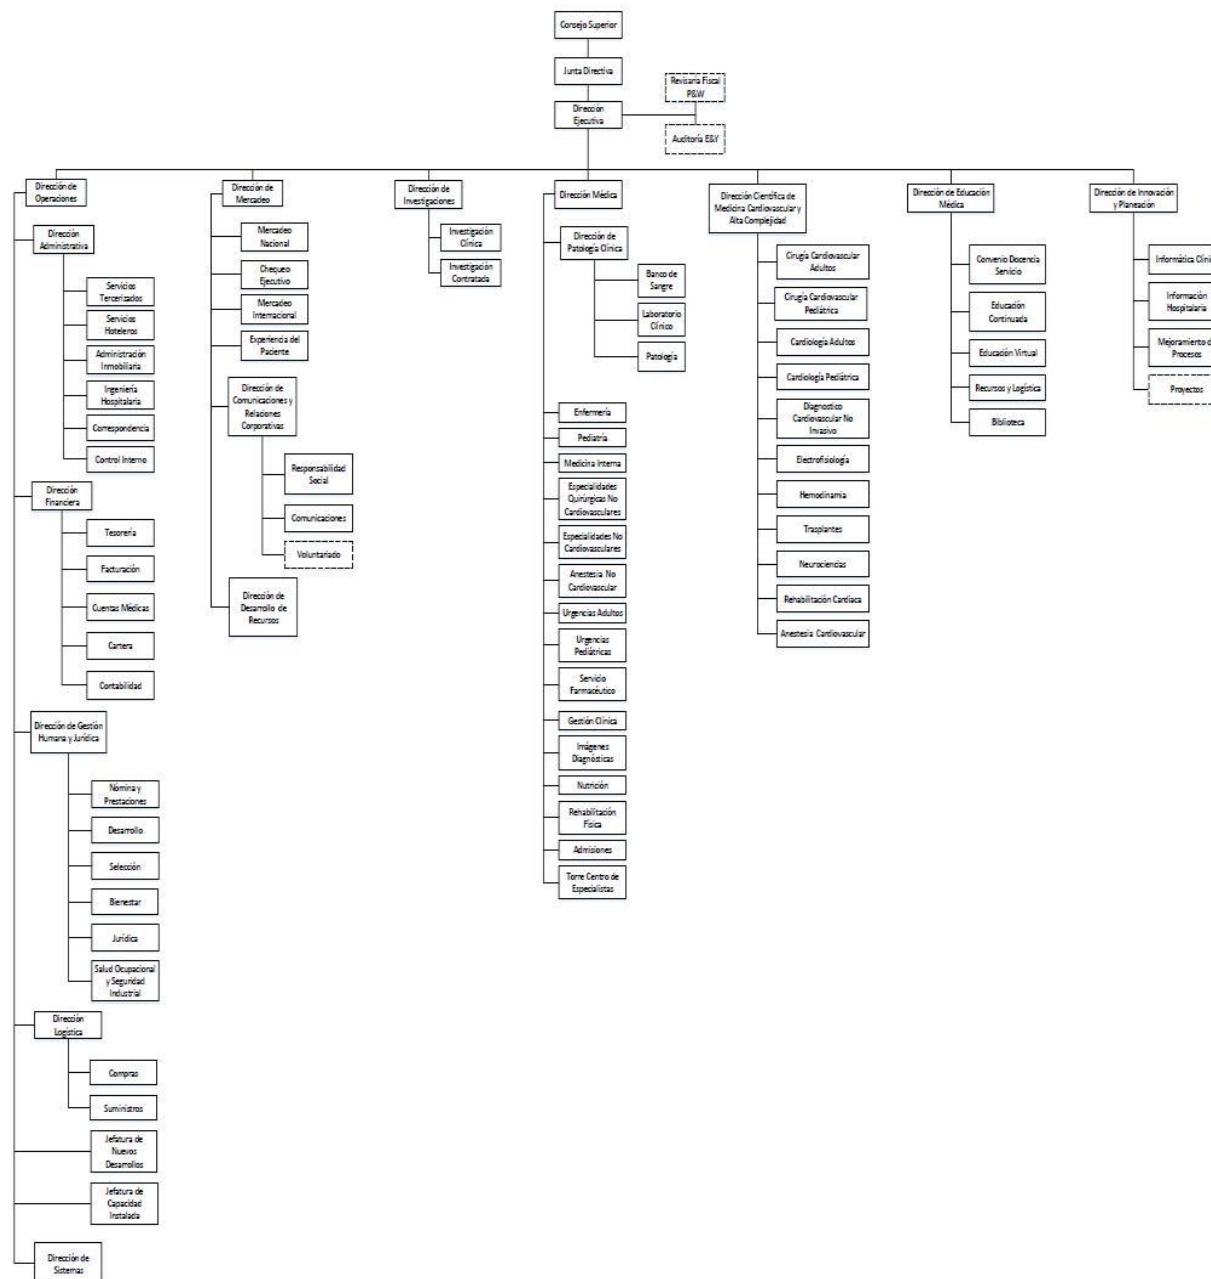 Consejo Superior
Junta Directiva
Dirección
Ejecutiva
Revisaria Fiscal
P&W
Auditoría E&Y
Dirección de
Operaciones
Dirección
Administrativa
Servicios
Tercerizados
Servicios
Hoteleros
Administración
Inmobiliaria
Ingeniería
Hospitalaria
Correspondencia
Control Interno
Dirección
Financiera
Tesorería
Facturación
Cuentas Médicas
Cartera
Contabilidad
Dirección de Gestión
Humana y Jurídica
Nómina y
Prestaciones
Desarrollo
Selección
Bienestar
Jurídica
Salud Ocupacional
y Seguridad
Industrial
Dirección
Logística
Compras
Suministros
Jefatura de
Nuevos
Desarrollos
Jefatura de
Capacidad
Instalada
Dirección de
Sistemas
Dirección de
Mercadeo
Mercadeo
Nacional
Chequeo
Ejecutivo
Mercadeo
Internacional
Experiencia del
Paciente
Dirección de
Comunicaciones y
Relaciones
Corporativas
Responsabilidad
Social
Comunicaciones
Voluntariado
Dirección de
Desarrollo de
Recursos
Dirección de
Investigaciones
Investigación
Clínica
Investigación
Contratada
Dirección Médica
Dirección de
Patología Clínica
Banco de
Sangre
Laboratorio
Clínico
Patología
Enfermería
Pediatría
Medicina Interna
Especialidades
Quirúrgicas No
Cardiovasculares
Especialidades No
Cardiovasculares
Anestesia No
Cardiovascular
Urgencias Adultos
Urgencias
Pediátricas
Servicio
Farmacéutico
Gestión Clínica
Imágenes
Diagnósticas
Nutrición
Rehabilitación
Física
Admisiones
Torre Centro de
Especialistas
Dirección Científica de
Medicina Cardiovascular y
Alta Complejidad
Cirugía Cardiovascular
Adultos
Cirugía Cardiovascular
Pediátrica
Cardiología Adultos
Cardiología Pediátrica
Diagnostico
Cardiovascular No
Invasivo
Electrofisiología
Hemodinamia
Trasplantes
Neurociencias
Rehabilitación Cardiaca
Anestesia Cardiovascular
Dirección de Educación
Médica
Convenio Docencia
Servicio
Educación
Continuada
Educación Virtual
Recursos y Logística
Biblioteca
Dirección de Innovación
y Planeación
Informática Clíni
Información
Hospitalaria
Mejoramiento d
Procesos
Proyectos